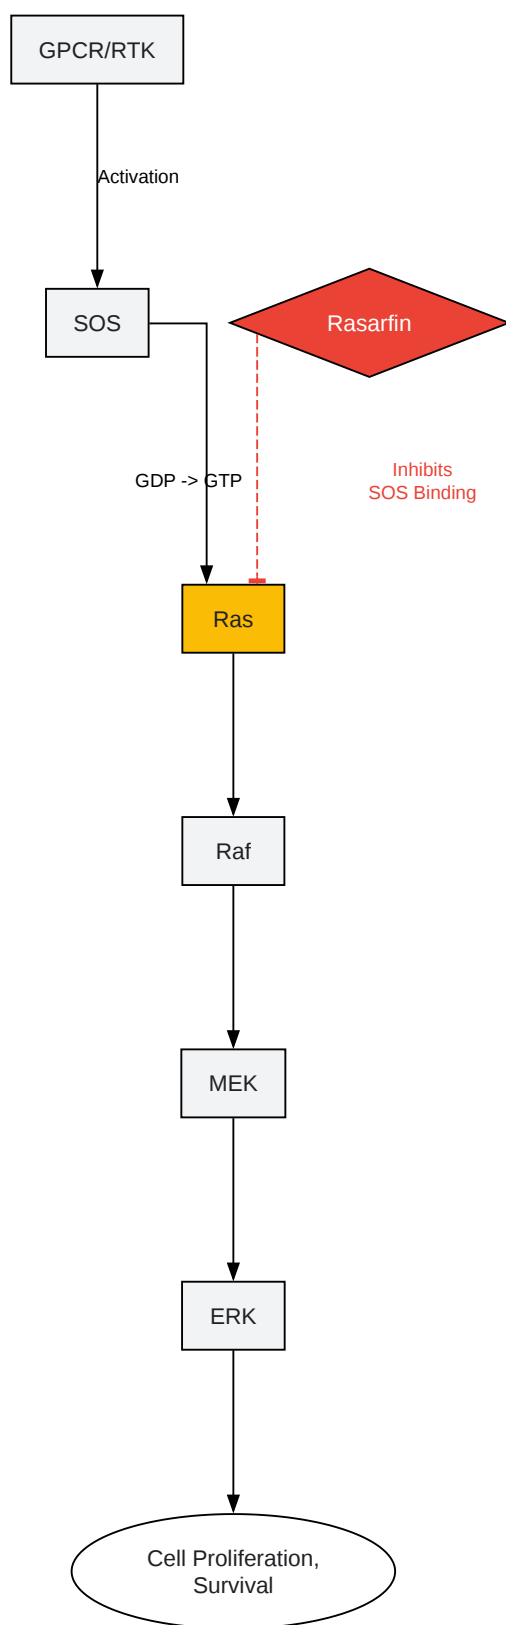 GPCR/RTK
Activation
SOS
Rasarfin
Inhibits
SOS Binding
GDP -> GTP
Ras
Raf
MEK
ERK
Cell Proliferation,
Survival